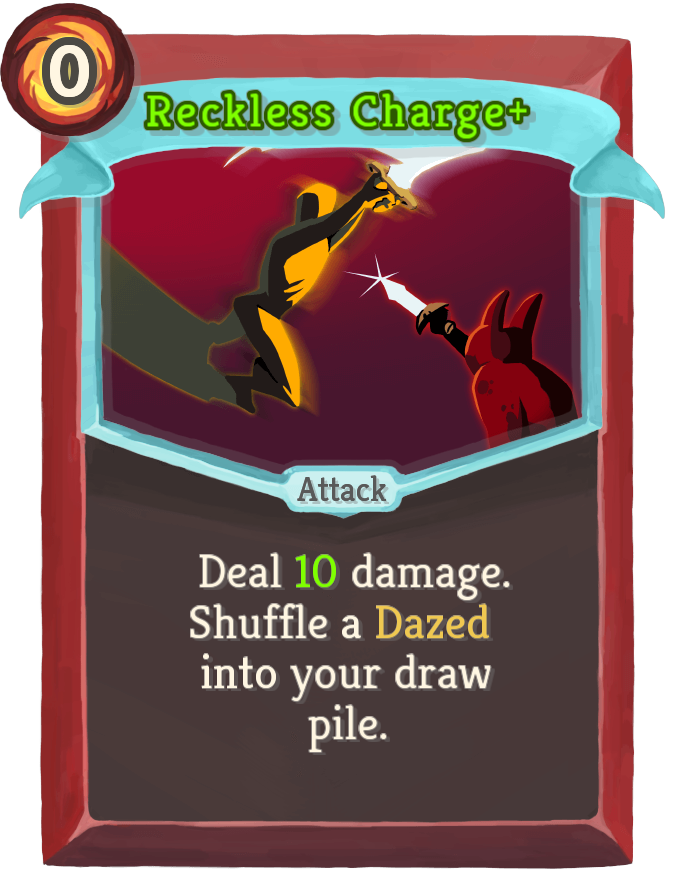 0
Reckless Charge+
Attack
Deal 10 damage.
Shuffle a Dazed
into your draw
pile.